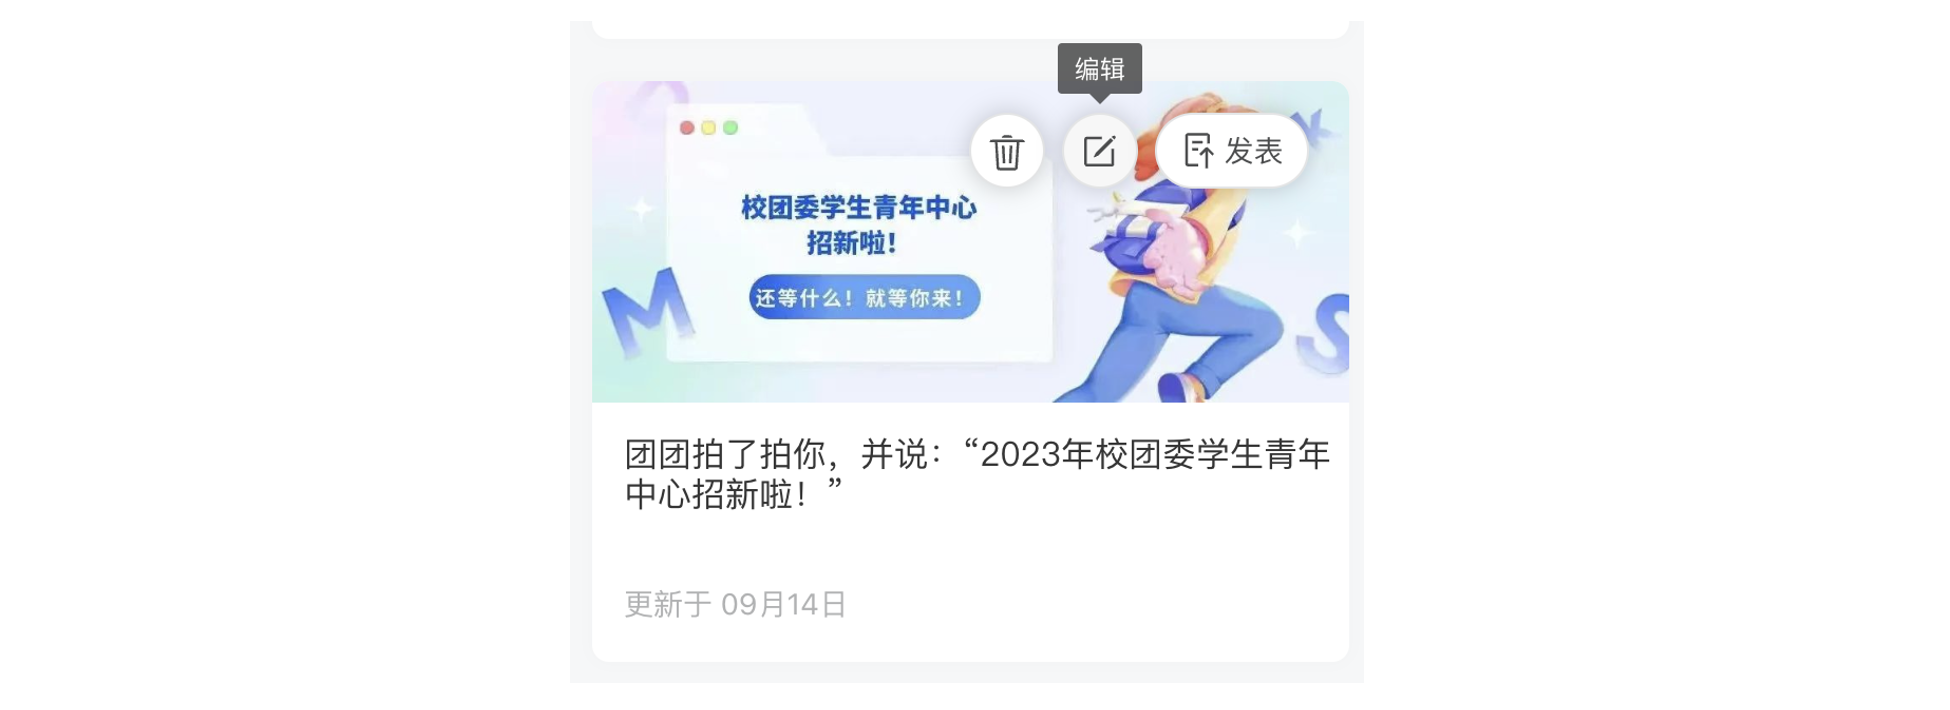 编辑
发表
校团委学生青年中心
招新啦！
还等什么！就等你来！
M
K
S
团团拍了拍你，并说：“2023年校团委学生青年
中心招新啦！”
更新于 09月14日